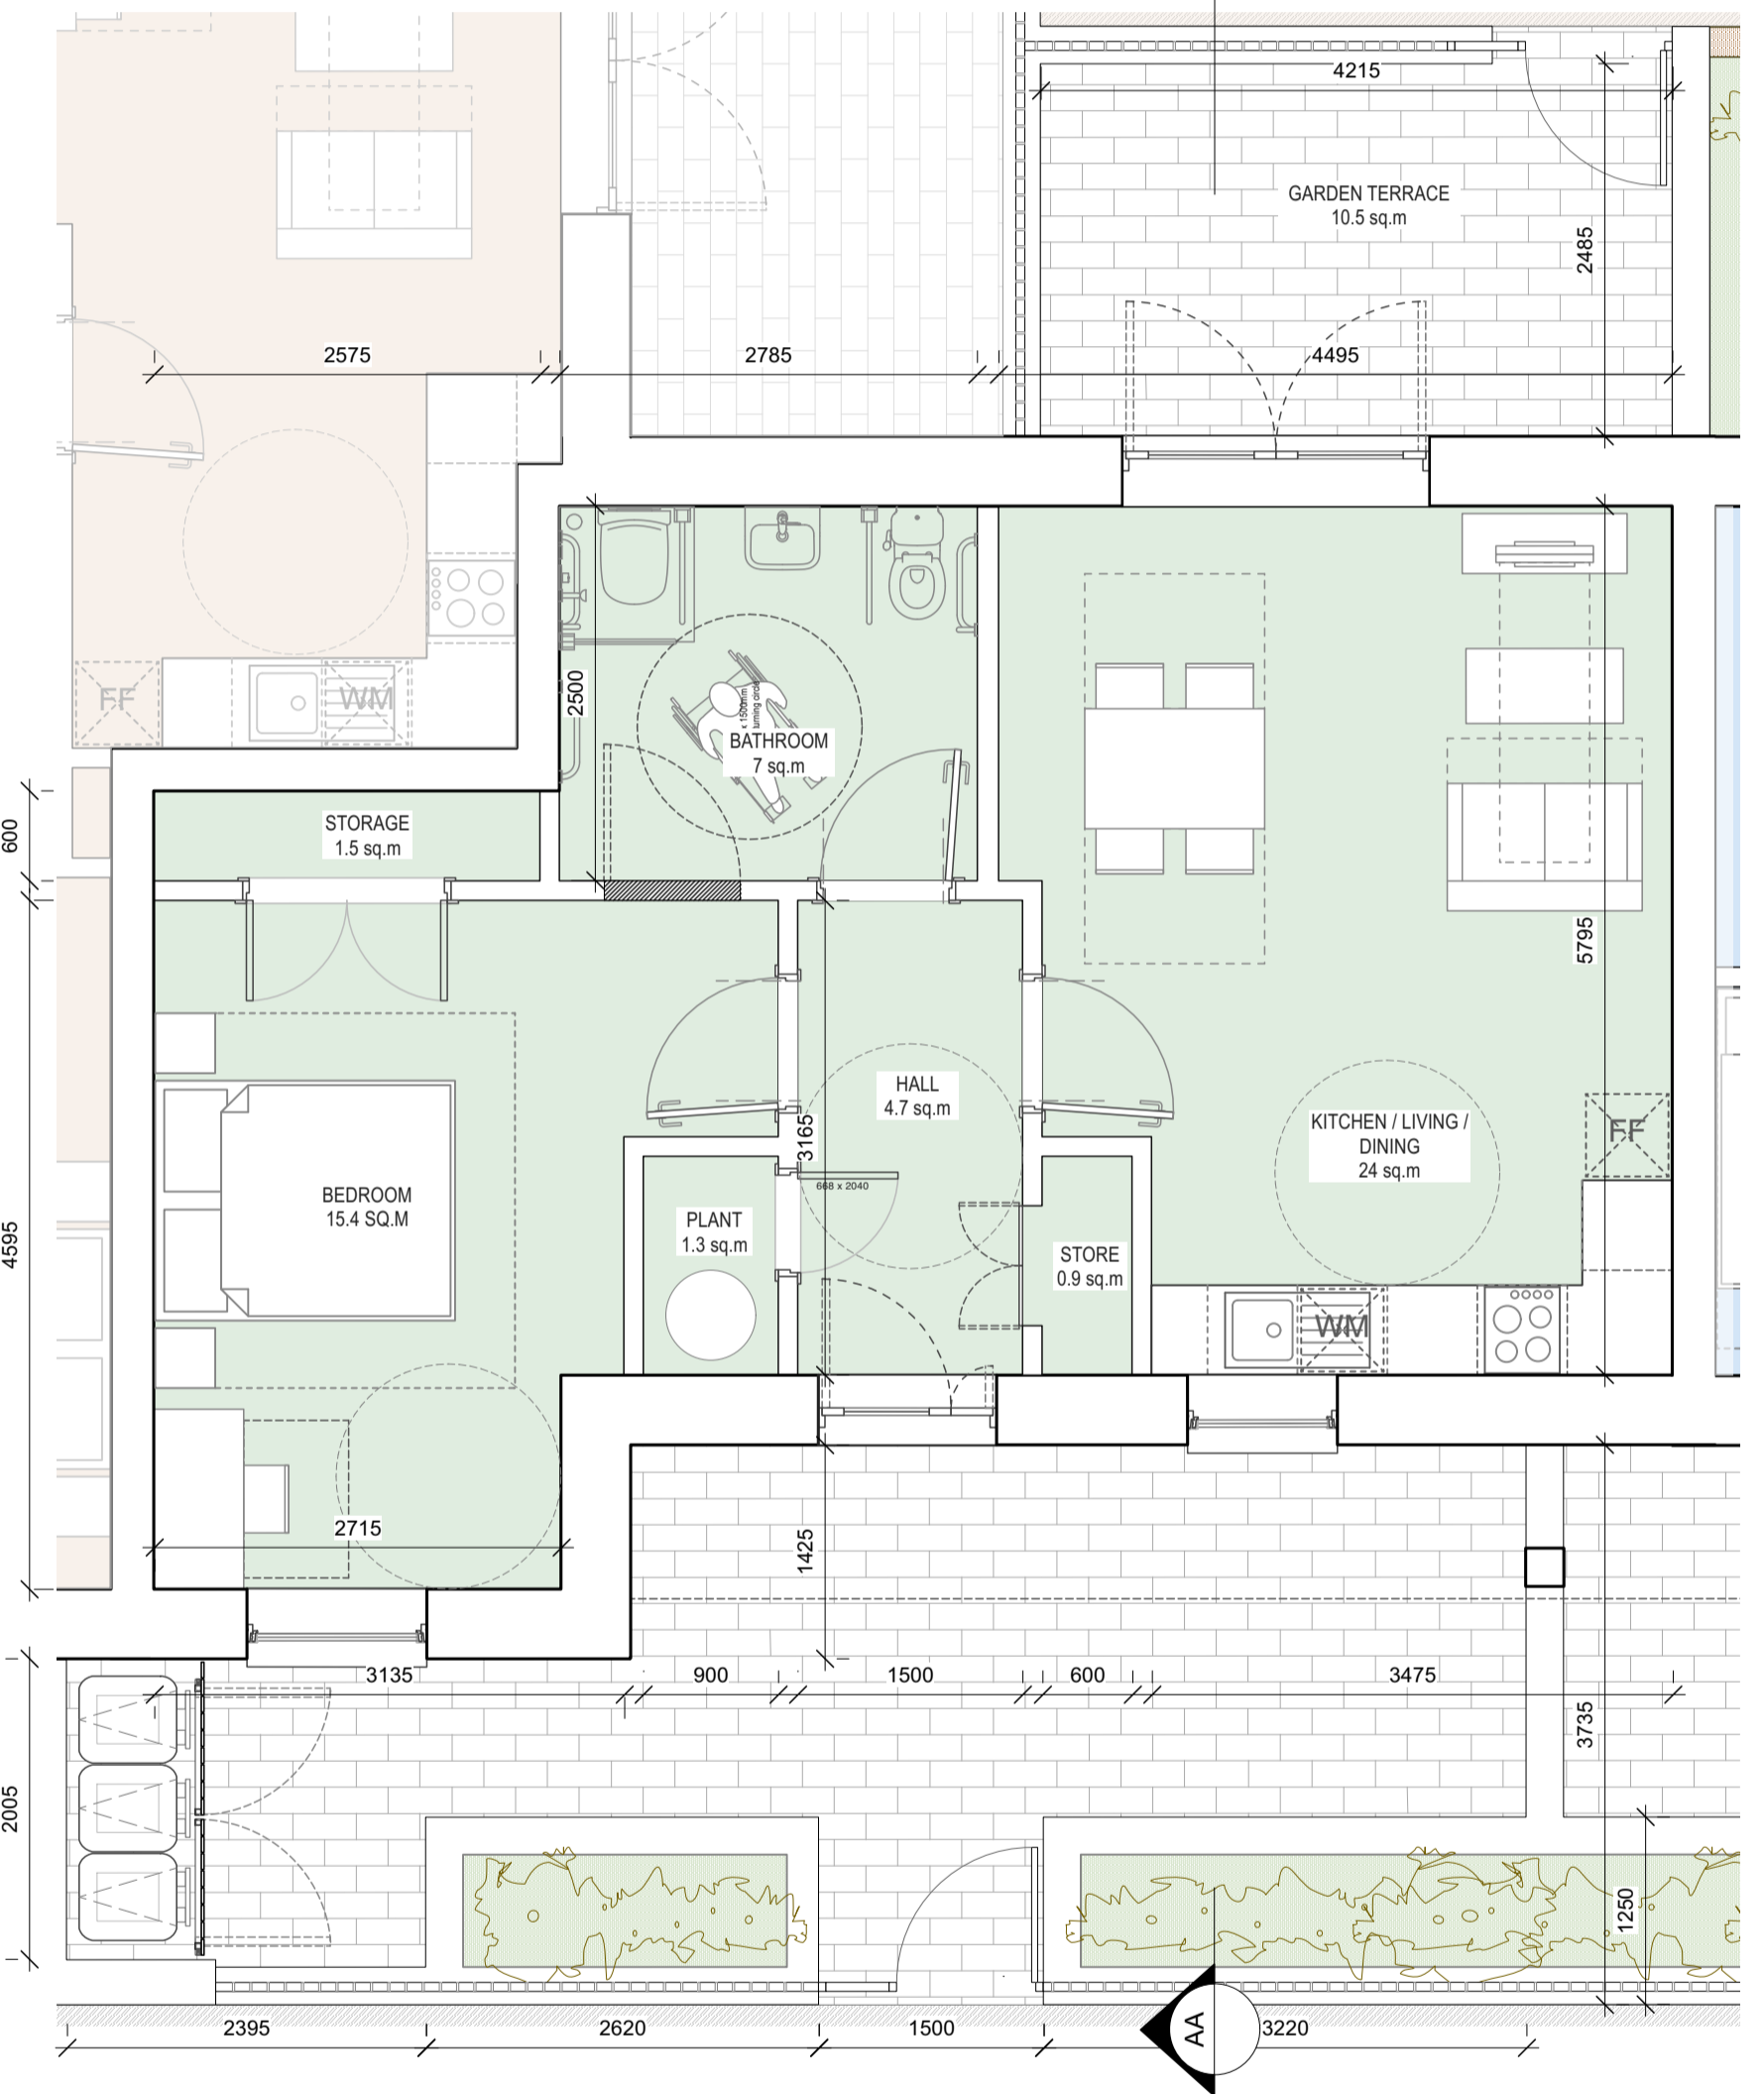 4215
GARDEN TERRACE
10.5 sq.m
2485
2575
2785
4495
2500
x 1500mm
turning circle
BATHROOM
7 sq.m
FF
WM
600
STORAGE
1.5 sq.m
5795
HALL
4.7 sq.m
3165
668 x 2040
KITCHEN / LIVING /
DINING
24 sq.m
FF
BEDROOM
15.4 SQ.M
PLANT
1.3 sq.m
STORE
0.9 sq.m
4595
WM
2715
1425
3135
900
1500
600
3475
3735
2005
1250
2395
2620
1500
AA
3220